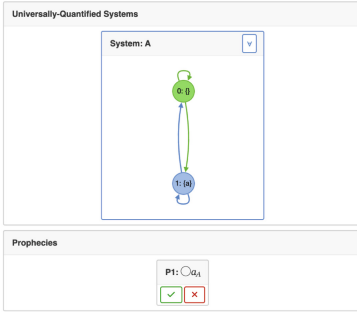 Universally-Quantified Systems
System: A
∀
0: {}
1: {a}
Prophecies
P1: ◯a_A